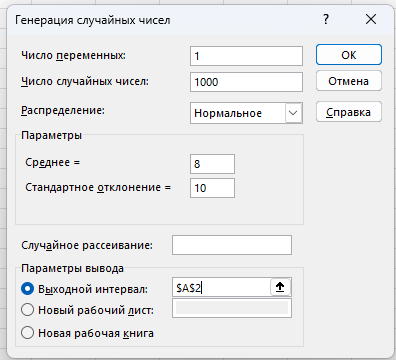 Генерация случайных чисел
Число переменных: 1 OK
Число случайных чисел: 1000 Отмена
Распределение: Нормальное Справка
Параметры
Среднее = 8
Стандартное отклонение = 10
Случайное рассеивание:
Параметры вывода
Выходной интервал: $A$2
Новый рабочий лист:
Новая рабочая книга